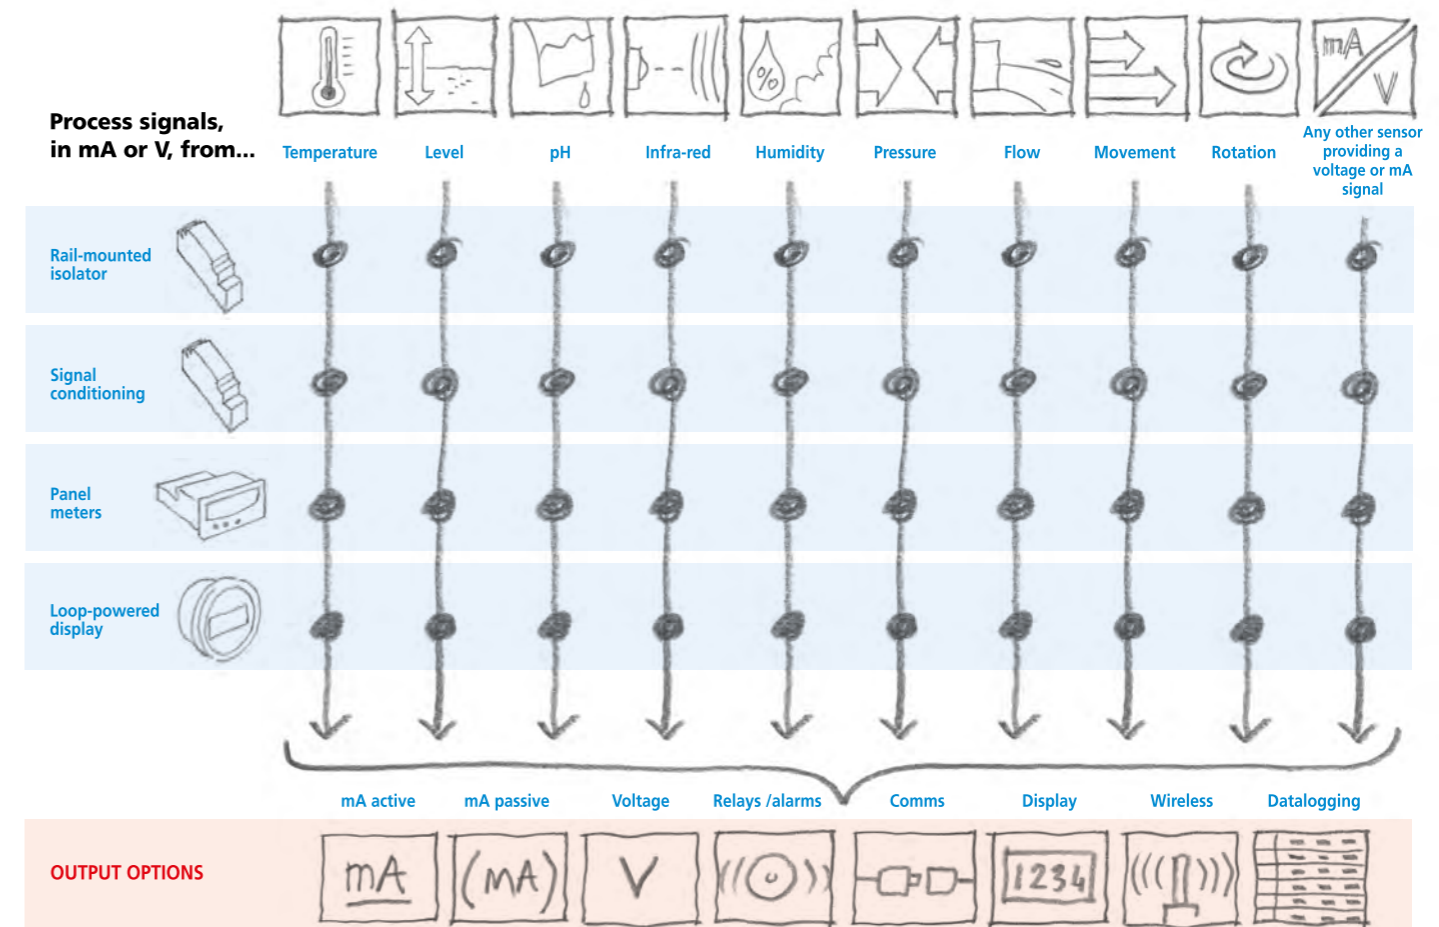 mA
V
%
Process signals,
in mA or V, from...
Temperature
Level
pH
Infra-red
Humidity
Pressure
Flow
Movement
Rotation
Any other sensor
providing a
voltage or mA
signal
Rail-mounted
isolator
Signal
conditioning
Panel
meters
Loop-powered
display
mA active
mA passive
Voltage
Relays /alarms
Comms
Display
Wireless
Datalogging
OUTPUT OPTIONS
mA
(mA)
V
1234